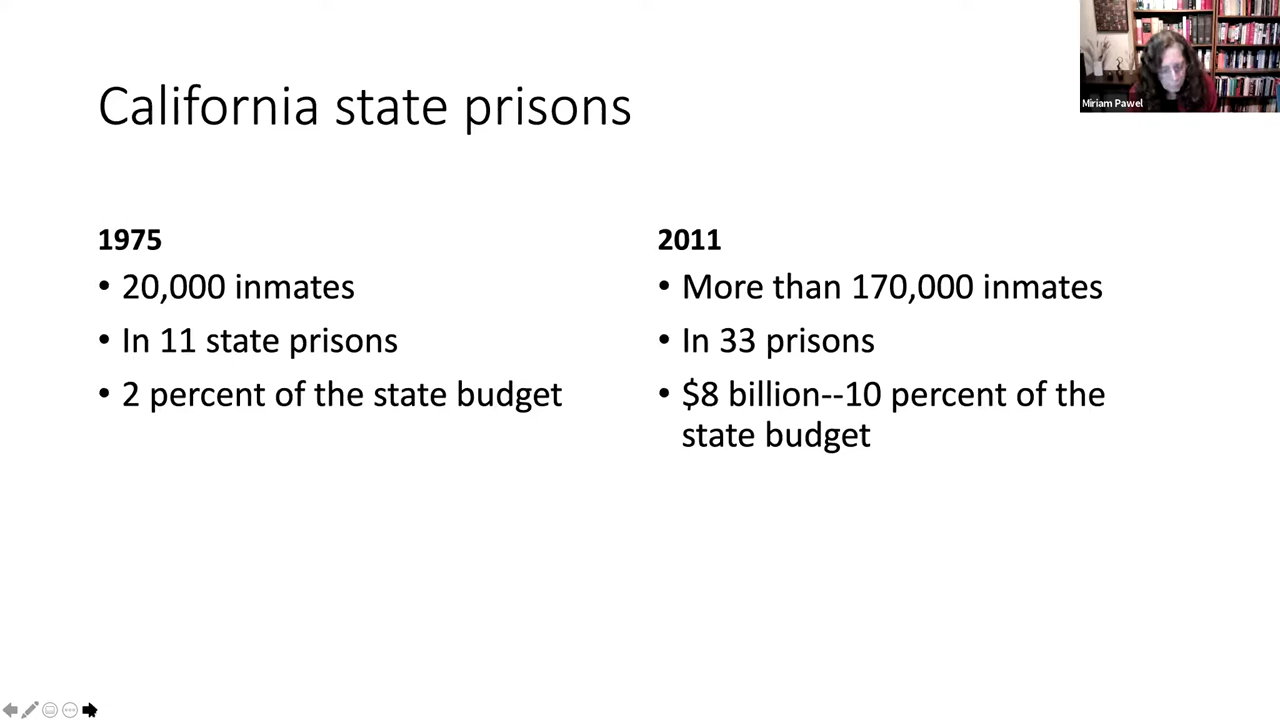 California state prisons
Miriam Pawel
1975
• 20,000 inmates
• In 11 state prisons
• 2 percent of the state budget
2011
• More than 170,000 inmates
• In 33 prisons
• $8 billion--10 percent of the
state budget